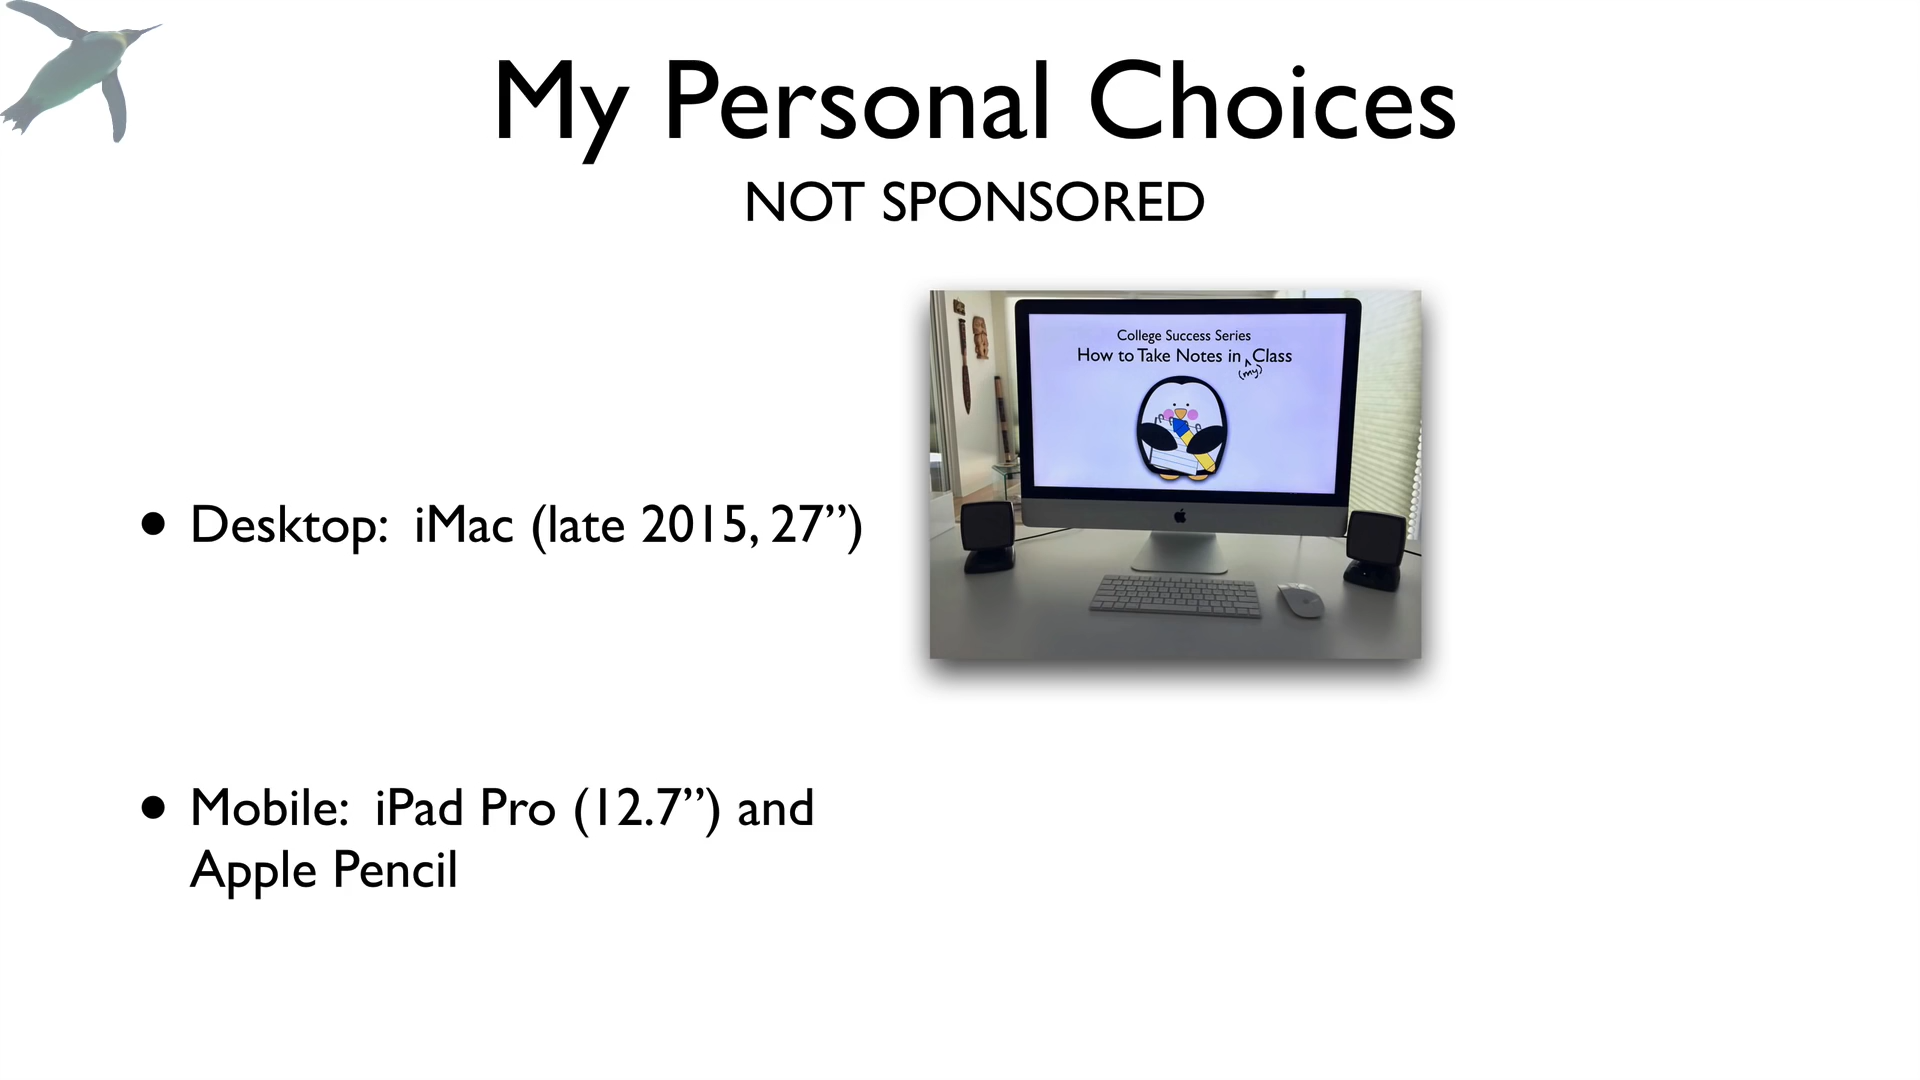 My Personal Choices
NOT SPONSORED
College Success Series
How to Take Notes in ^ Class
(my)
• Desktop:  iMac (late 2015, 27”)
• Mobile:  iPad Pro (12.7”) and
Apple Pencil